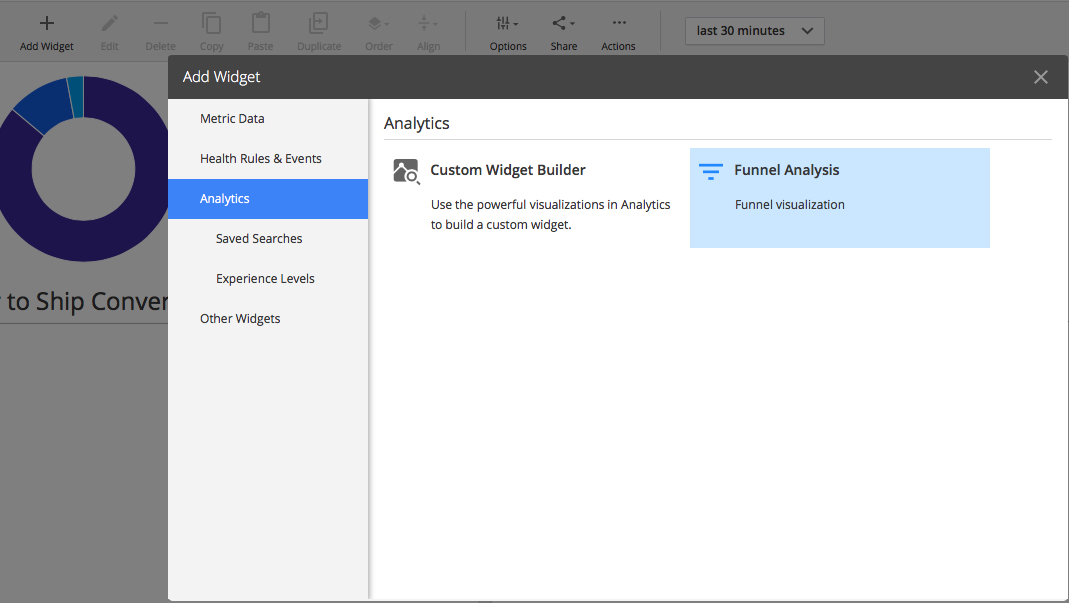 Add Widget
Edit
Delete
Copy
Paste
Duplicate
Order
Align
Options
Share
Actions
last 30 minutes
Add Widget
Metric Data
Health Rules & Events
Analytics
Saved Searches
Experience Levels
Other Widgets
Analytics
Custom Widget Builder
Use the powerful visualizations in Analytics
to build a custom widget.
Funnel Analysis
Funnel visualization
to Ship Conver